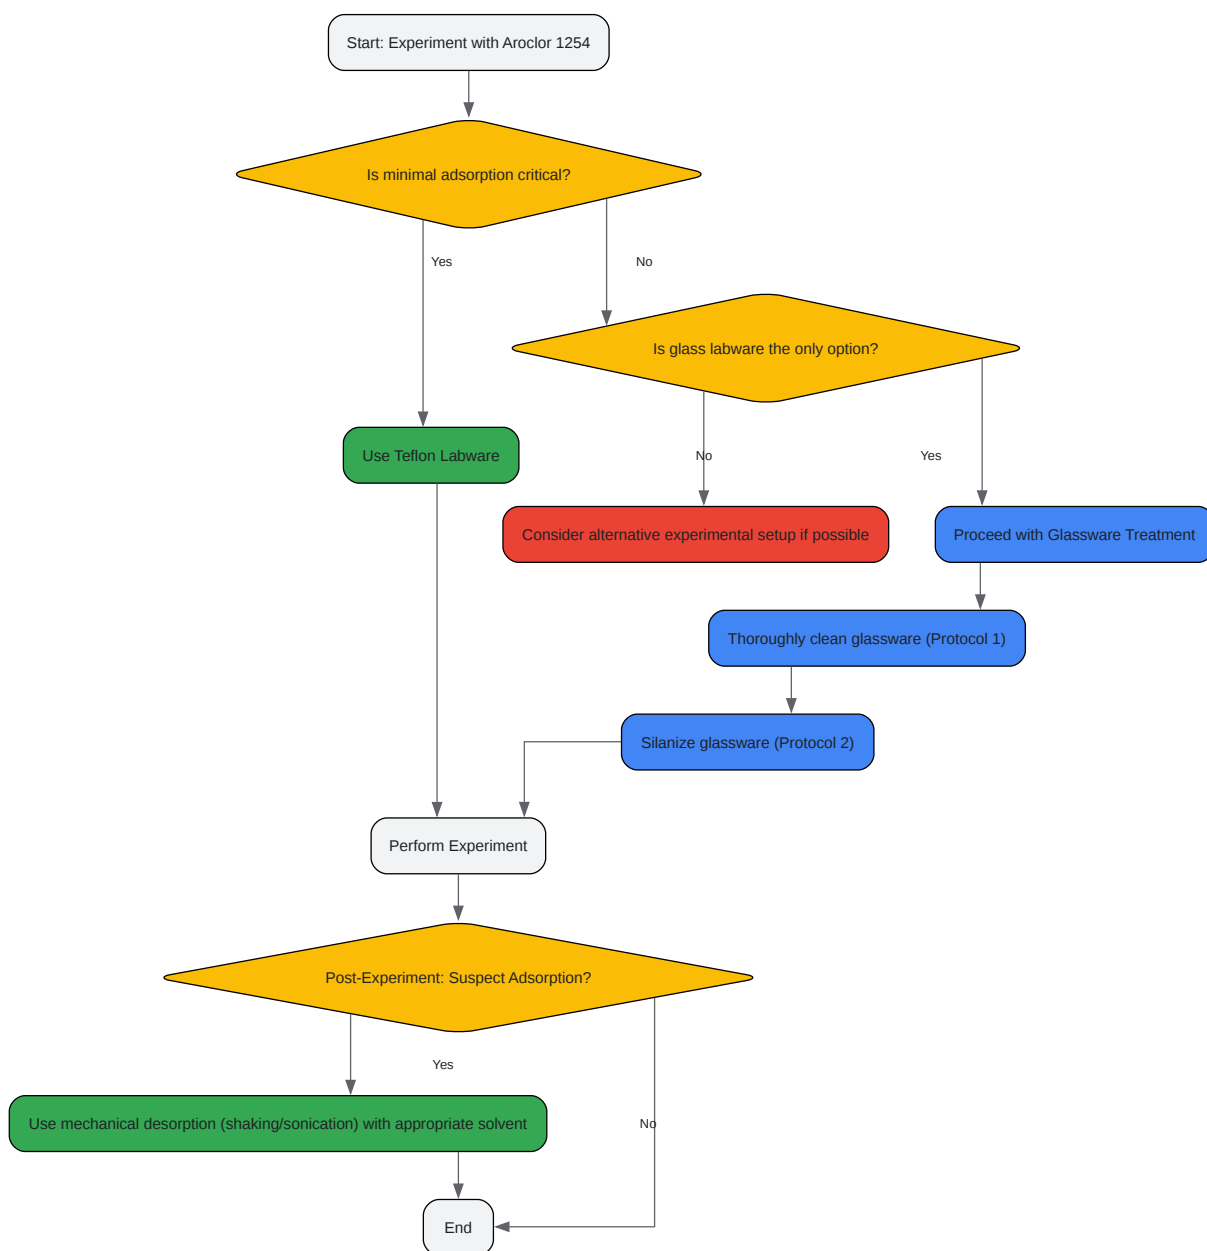 Start: Experiment with Aroclor 1254
Is minimal adsorption critical?
Yes
No
Is glass labware the only option?
Use Teflon Labware
No
Yes
Consider alternative experimental setup if possible
Proceed with Glassware Treatment
Thoroughly clean glassware (Protocol 1)
Silanize glassware (Protocol 2)
Perform Experiment
Post-Experiment: Suspect Adsorption?
Yes
Use mechanical desorption (shaking/sonication) with appropriate solvent
No
End